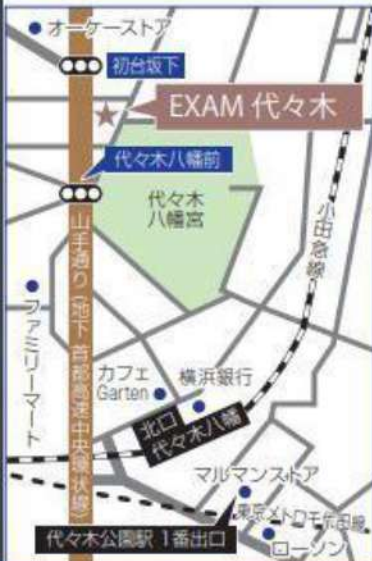 オーケーストア
初台坂下
EXAM 代々木
代々木八幡前
代々木
八幡宮
小田急線
山手通り(地下 首都高速中央環状線)
ファミリーマート
カフェ
Garten
横浜銀行
北口
代々木八幡
マルマンストア
東京メトロ千代田線
代々木公園駅 1番出口
ローソン